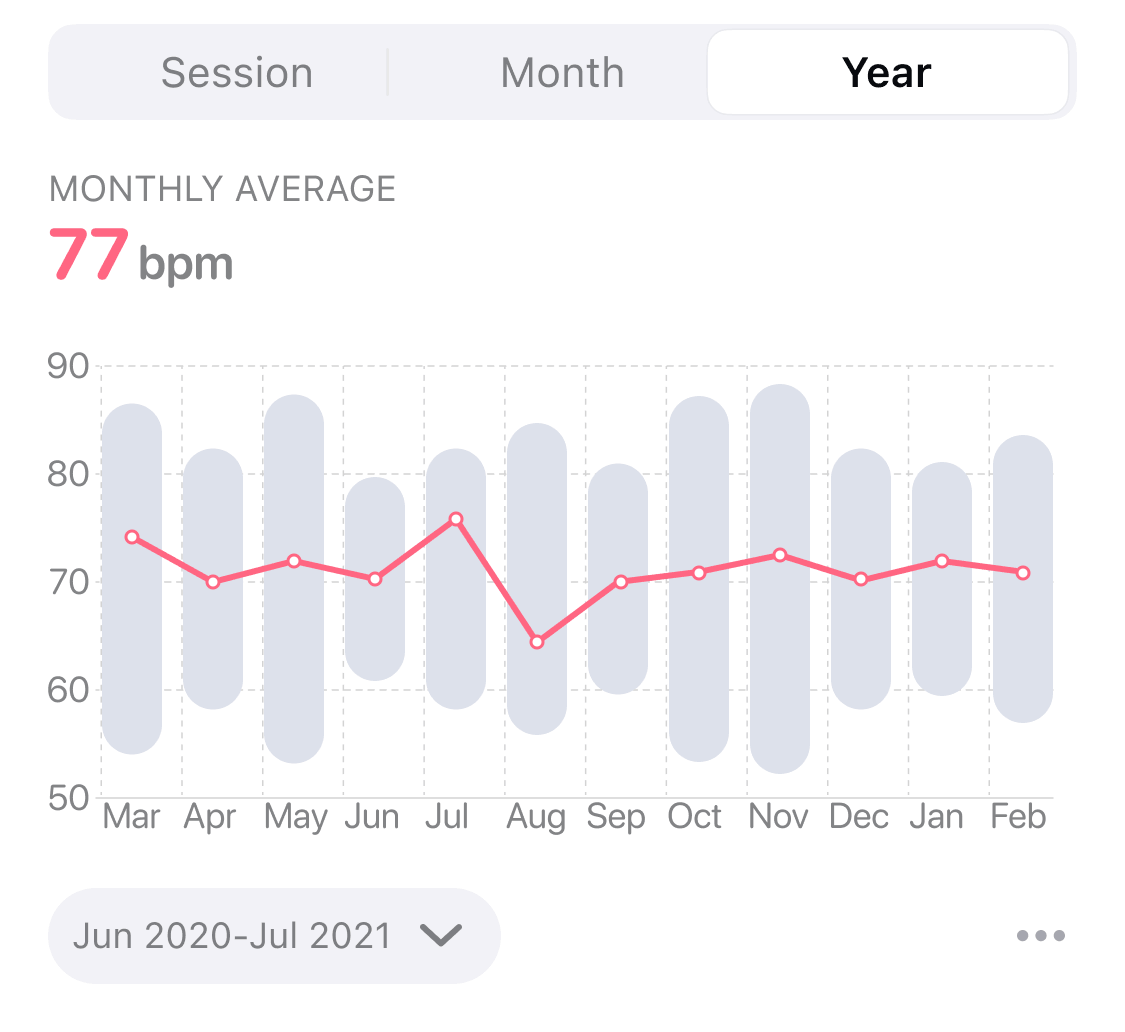 Session Month Year
MONTHLY AVERAGE
77 bpm
90
80
70
60
50
Mar Apr May Jun Jul Aug Sep Oct Nov Dec Jan Feb
Jun 2020-Jul 2021